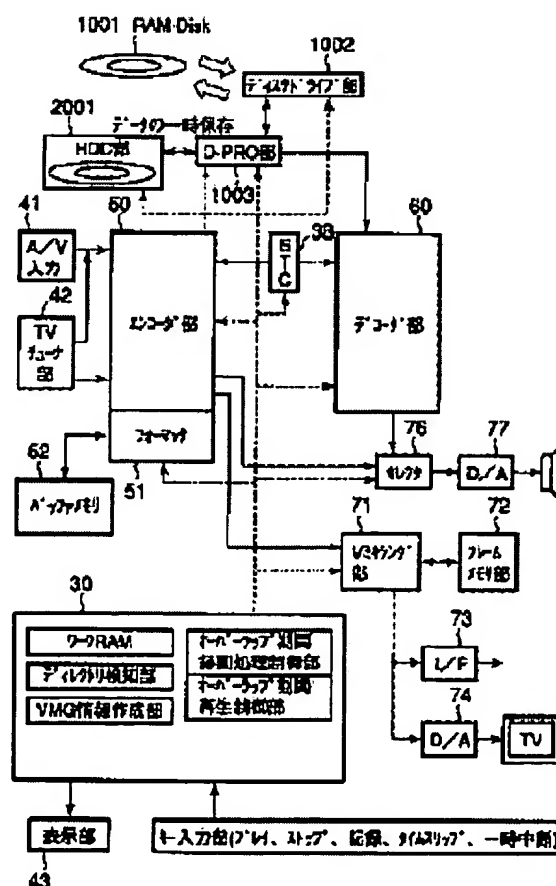 1001 RAM-Disk
1002
ディスクドライブ部
2001
データの一時保存
HDD部
D-PRO部
1003
41
A/V
入力
50
33
STC
60
42
TV
チューナ
部
エンコーダ部
デコーダ部
フォーマッタ
51
52
バッファメモリ
76
セレクタ
77
D/A
71
Vミキシング
部
72
フレーム
メモリ部
30
ワークRAM
ディレクトリ検知部
VMG情報作成部
オーバーラップ期間
録画処理制御部
オーバーラップ期間
再生制御部
73
I/F
74
D/A
TV
表示部
43
キー入力部(プレイ、ストップ、記録、タイムスリップ、一時中断)